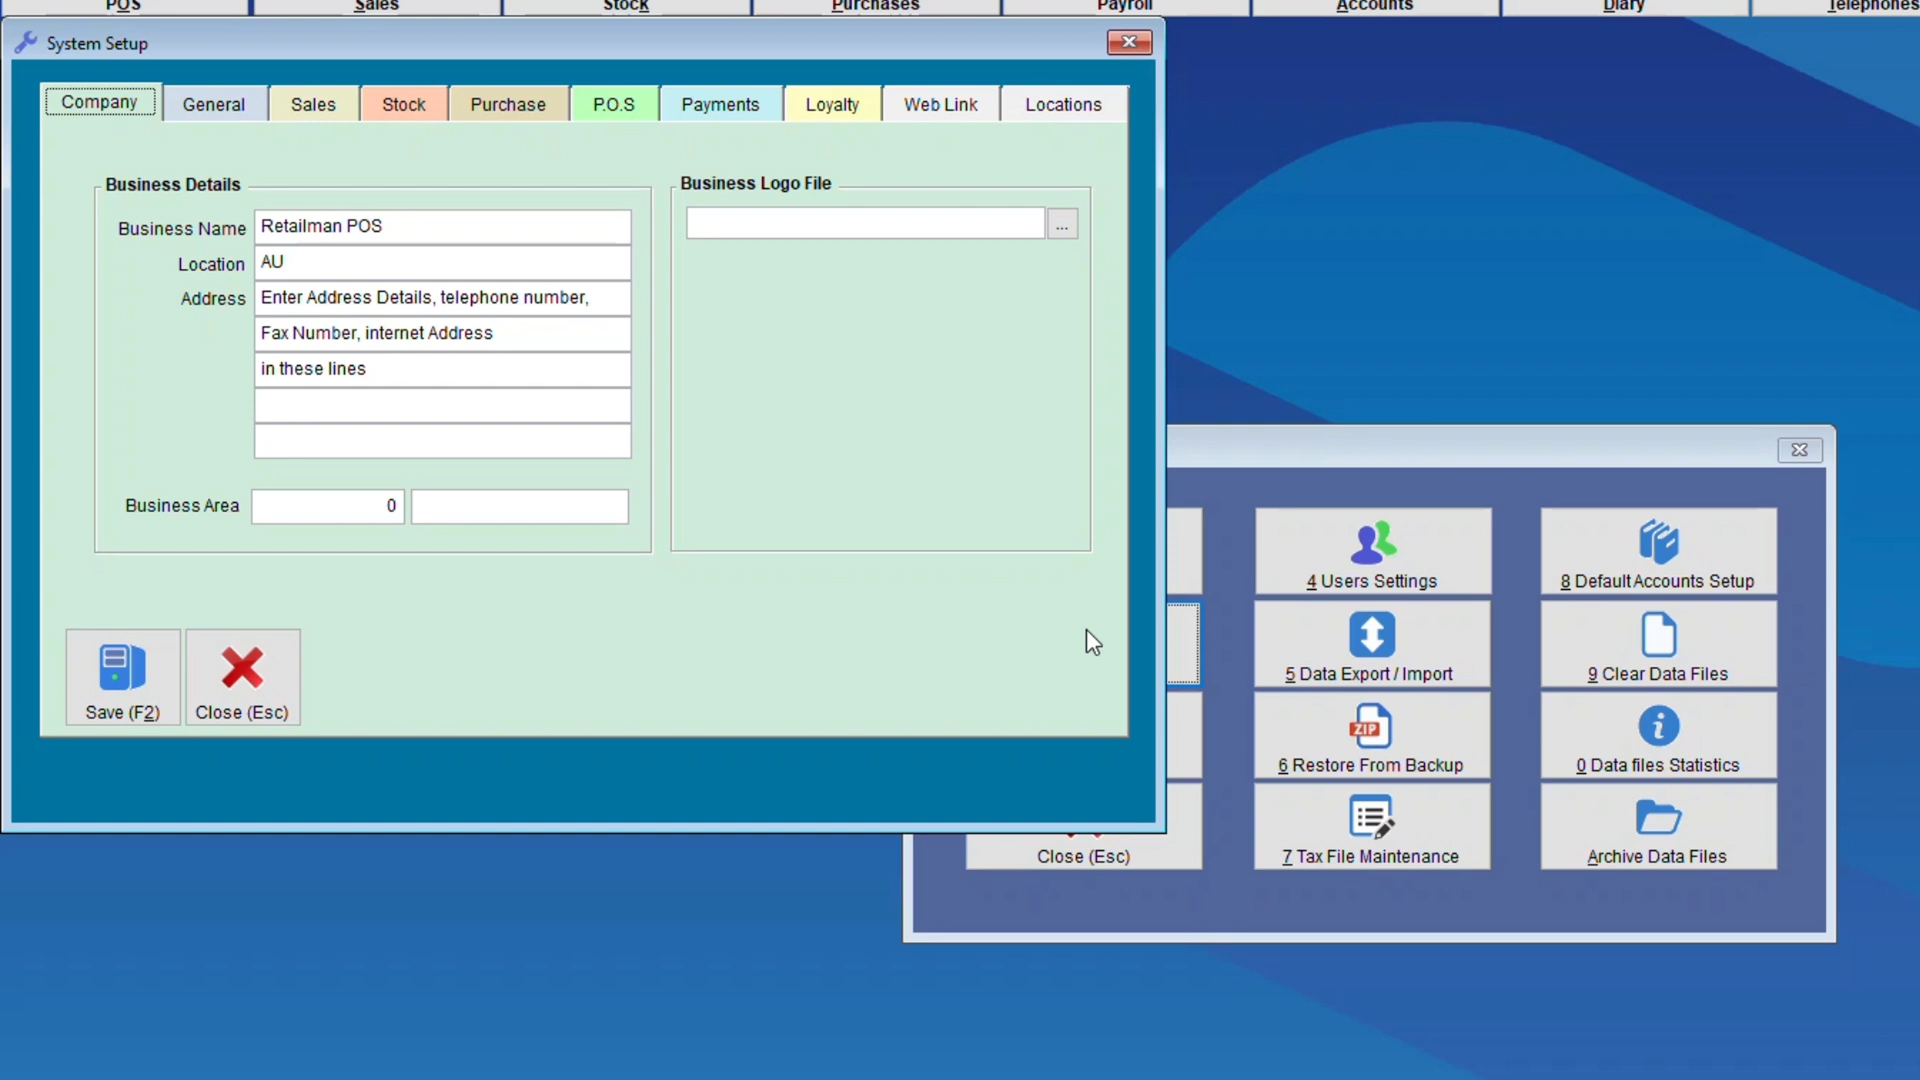 POS Sales Stock Purchases Payroll Accounts Diary Telephones
System Setup
Company General Sales Stock Purchase P.O.S Payments Loyalty Web Link Locations
Business Details
Business Name Retailman POS
Location AU
Address Enter Address Details, telephone number,
Fax Number, internet Address
in these lines
Business Area 0
Business Logo File
...
Save (F2) Close (Esc)
4 Users Settings 8 Default Accounts Setup
5 Data Export / Import 9 Clear Data Files
6 Restore From Backup 0 Data files Statistics
ZIP
Close (Esc) 7 Tax File Maintenance Archive Data Files